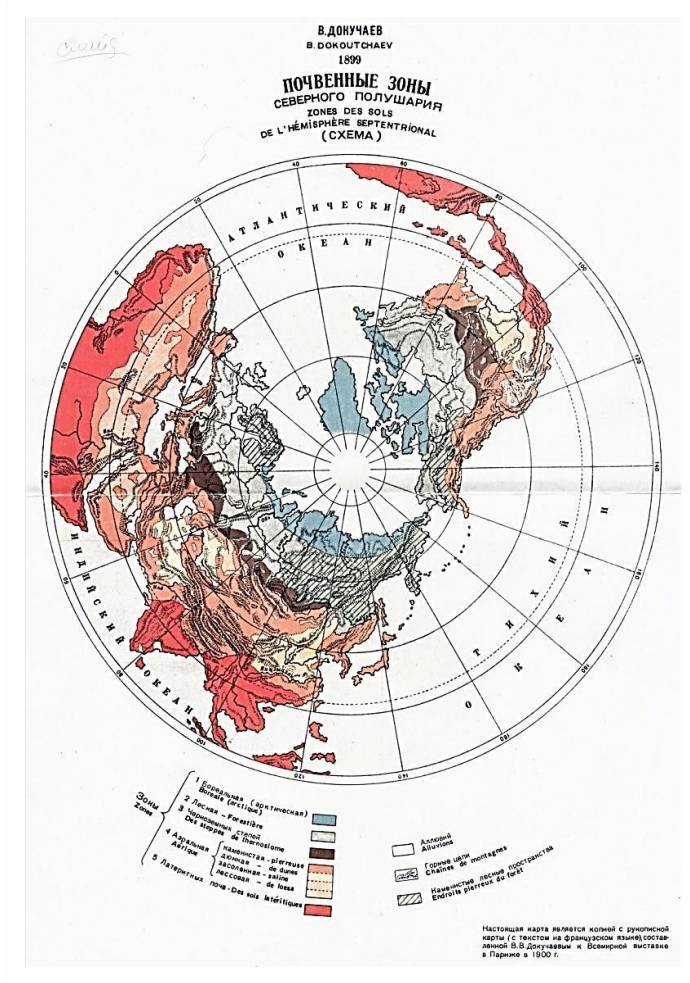 В.ДОКУЧАЕВ
B.DOKOUTCHAEV
1899
ПОЧВЕННЫЕ ЗОНЫ
СЕВЕРНОГО ПОЛУШАРИЯ
ZONES DES SOLS
DE L'HÉMISPHÈRE SEPTENTRIONAL
(СХЕМА)
АТЛАНТИЧЕСКИЙ
ОКЕАН
ИНДИЙСКИЙ ОКЕАН
ТИХИЙ
ОКЕАН
Зоны
Zones
1 Бореальная (арктическая)
Boreale (arctique)
2 Лесная - Forestière
3 Черноземных степей
Des steppes de thernosiome
4 Аэральная
Aérique
каменистая - pierreuse
дюнная - de dunes
засоленная - saline
лессовая - de loess
5 Латеритных почв - Des sols latéritiques
Аллювий
Alluvions
Горные цепи
Chaînes de montagnes
Каменистые лесные пространства
Endroits pierreux du forêt
Настоящая карта является копией с рукописной
карты (с текстом на французском языке), состав-
ленной В.В.Докучаевым к Всемирной выставке
в Париже в 1900 г.